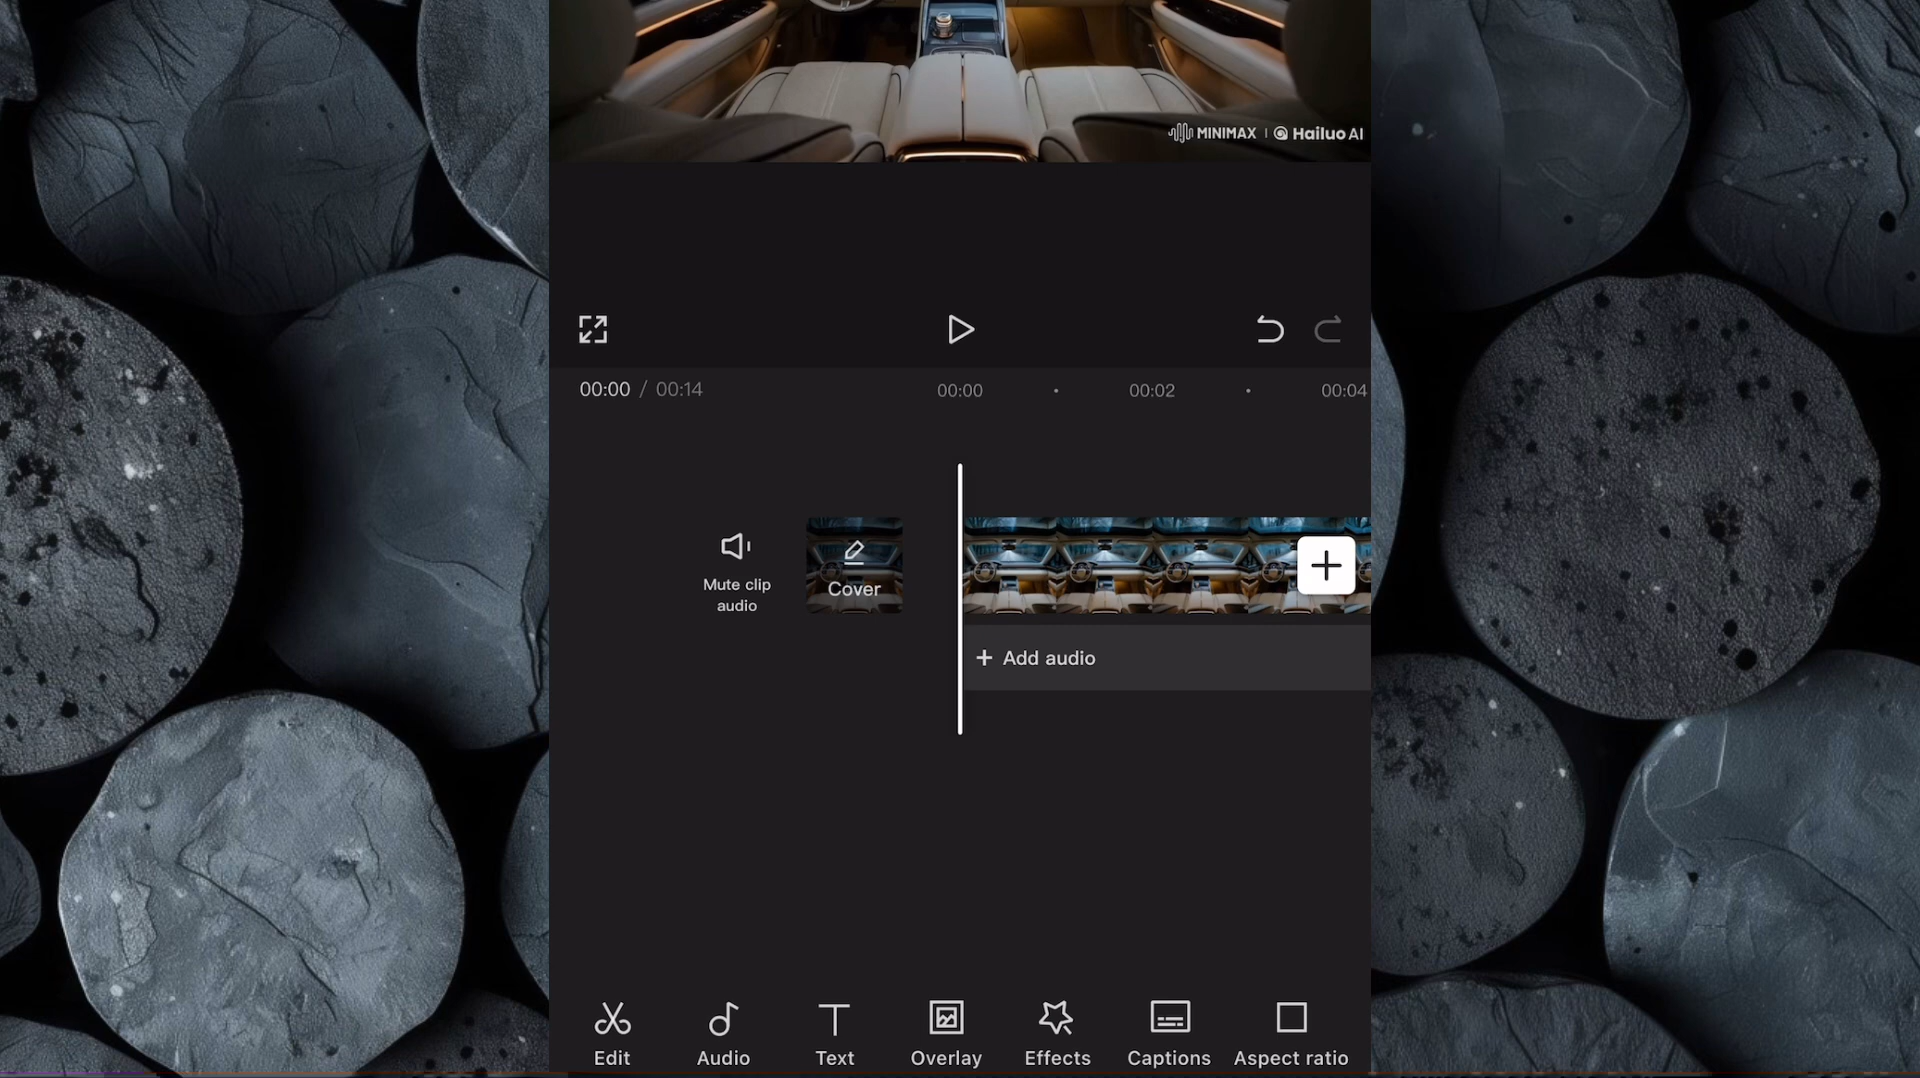 MINIMAX | Hailuo AI
00:00 / 00:14 00:00 00:02 00:04
Mute clip
audio
Cover
+ Add audio
Edit Audio Text Overlay Effects Captions Aspect ratio